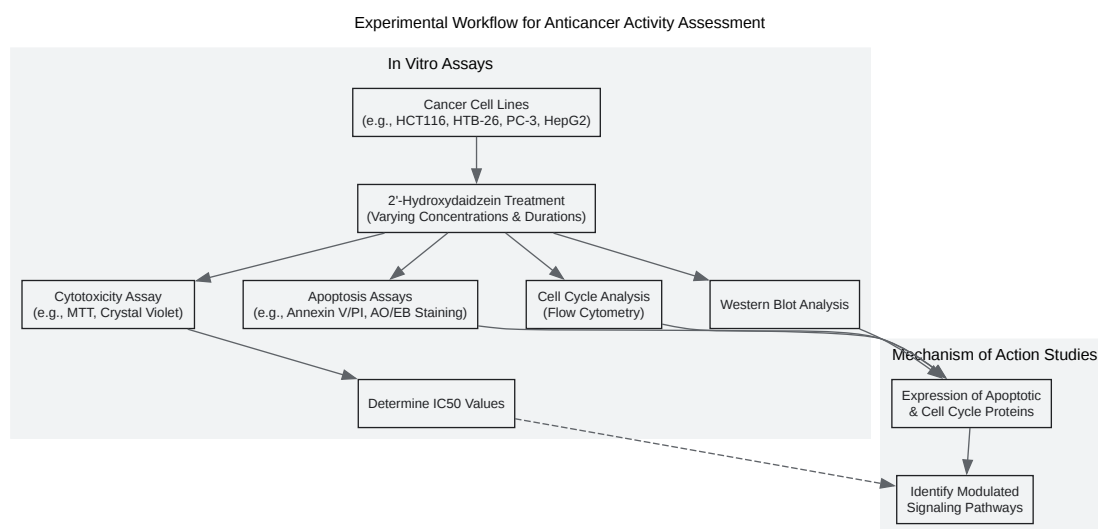 Experimental Workflow for Anticancer Activity Assessment
In Vitro Assays
Cancer Cell Lines
(e.g., HCT116, HTB-26, PC-3, HepG2)
2'-Hydroxydaidzein Treatment
(Varying Concentrations & Durations)
Cytotoxicity Assay
(e.g., MTT, Crystal Violet)
Apoptosis Assays
(e.g., Annexin V/PI, AO/EB Staining)
Cell Cycle Analysis
(Flow Cytometry)
Western Blot Analysis
Mechanism of Action Studies
Determine IC50 Values
Expression of Apoptotic
& Cell Cycle Proteins
Identify Modulated
Signaling Pathways